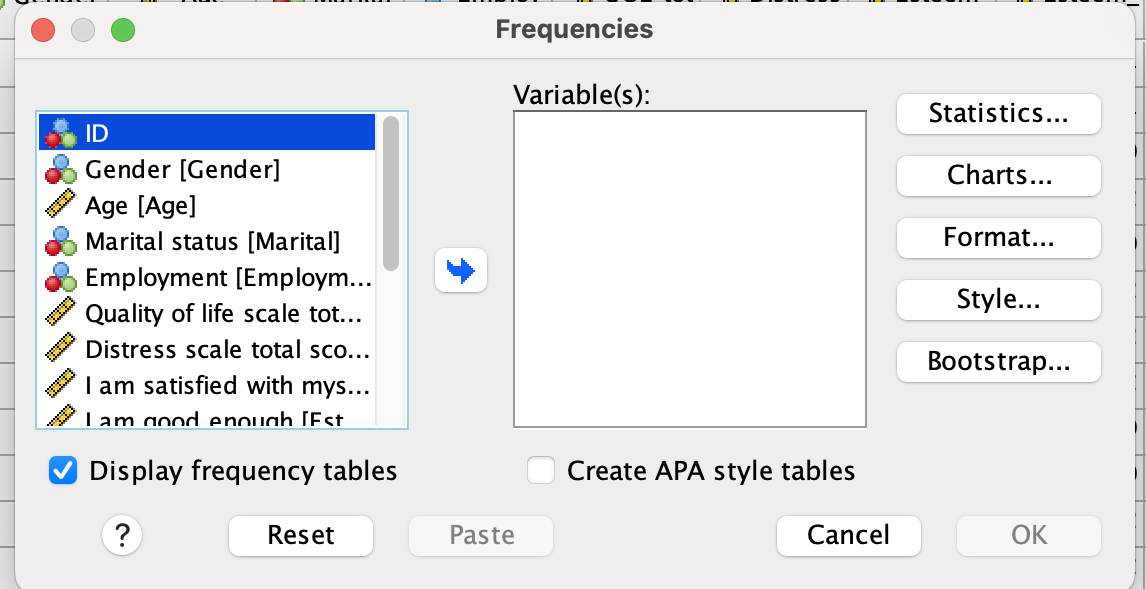 Frequencies
Variable(s):
ID
Gender [Gender]
Age [Age]
Marital status [Marital]
Employment [Employm...
Quality of life scale tot...
Distress scale total sco...
I am satisfied with mys...
I am good enough [Est
Statistics...
Charts...
Format...
Style...
Bootstrap...
Display frequency tables
Create APA style tables
?
Reset
Paste
Cancel
OK